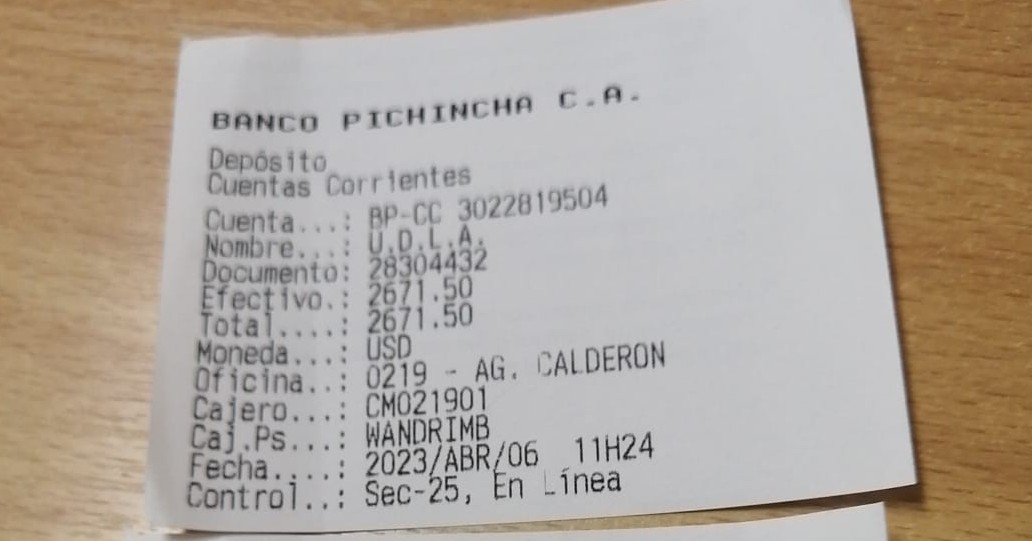 BANCO PICHINCHA C.A.
Depósito
Cuentas Corrientes
Cuenta...: BP-CC 3022819504
Nombre...: U.D.L.A.
Documento: 28304432
Efectivo.: 2671.50
Total....: 2671.50
Moneda...: USD
Oficina..: 0219 - AG. CALDERON
Cajero...: CM021901
Caj.Ps...: WANDRIMB
Fecha....: 2023/ABR/06 11H24
Control..: Sec-25, En Línea